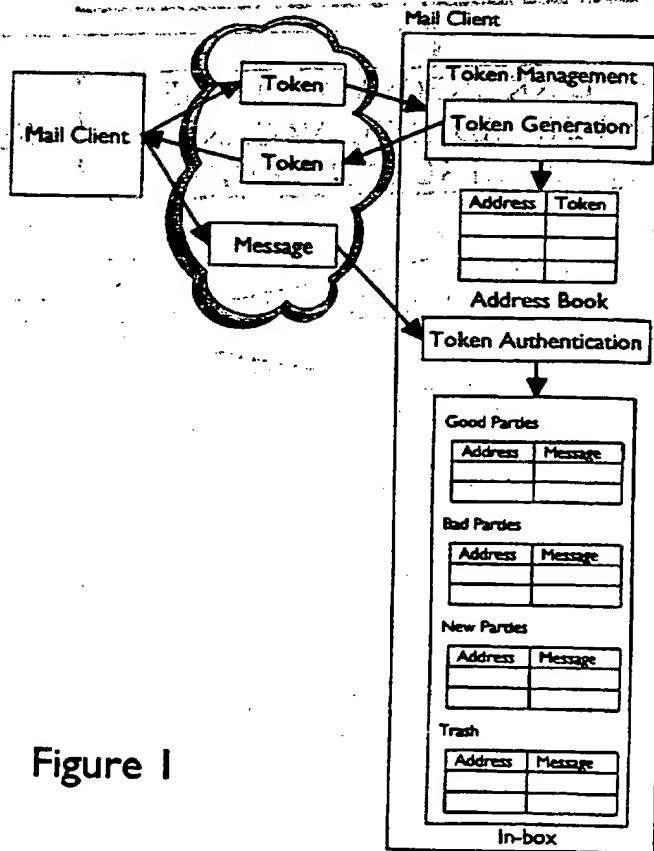 Mail Client
Token Management
Token
Token Generation
Mail Client
Token
Address Token
Message
Address Book
Token Authentication
Good Parties
Address Message
Bad Parties
Address Message
New Parties
Address Message
Trash
Address Message
In-box
Figure 1